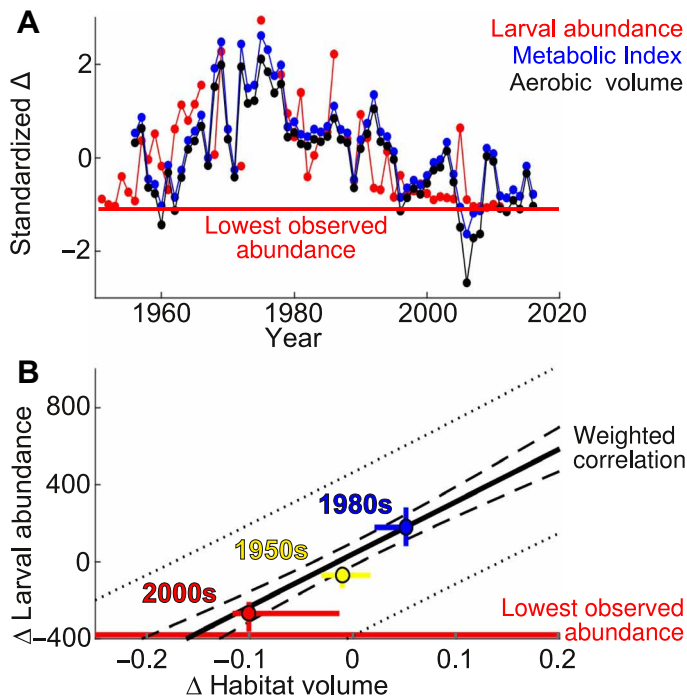 A
Larval abundance
Metabolic Index
Aerobic volume
Standardized Δ
2
0
−2
Lowest observed
abundance
1960
1980
2000
2020
Year
B
Δ Larval abundance
800
400
0
−400
Weighted
correlation
1980s
1950s
2000s
Lowest observed
abundance
−0.2
−0.1
0
0.1
0.2
Δ Habitat volume